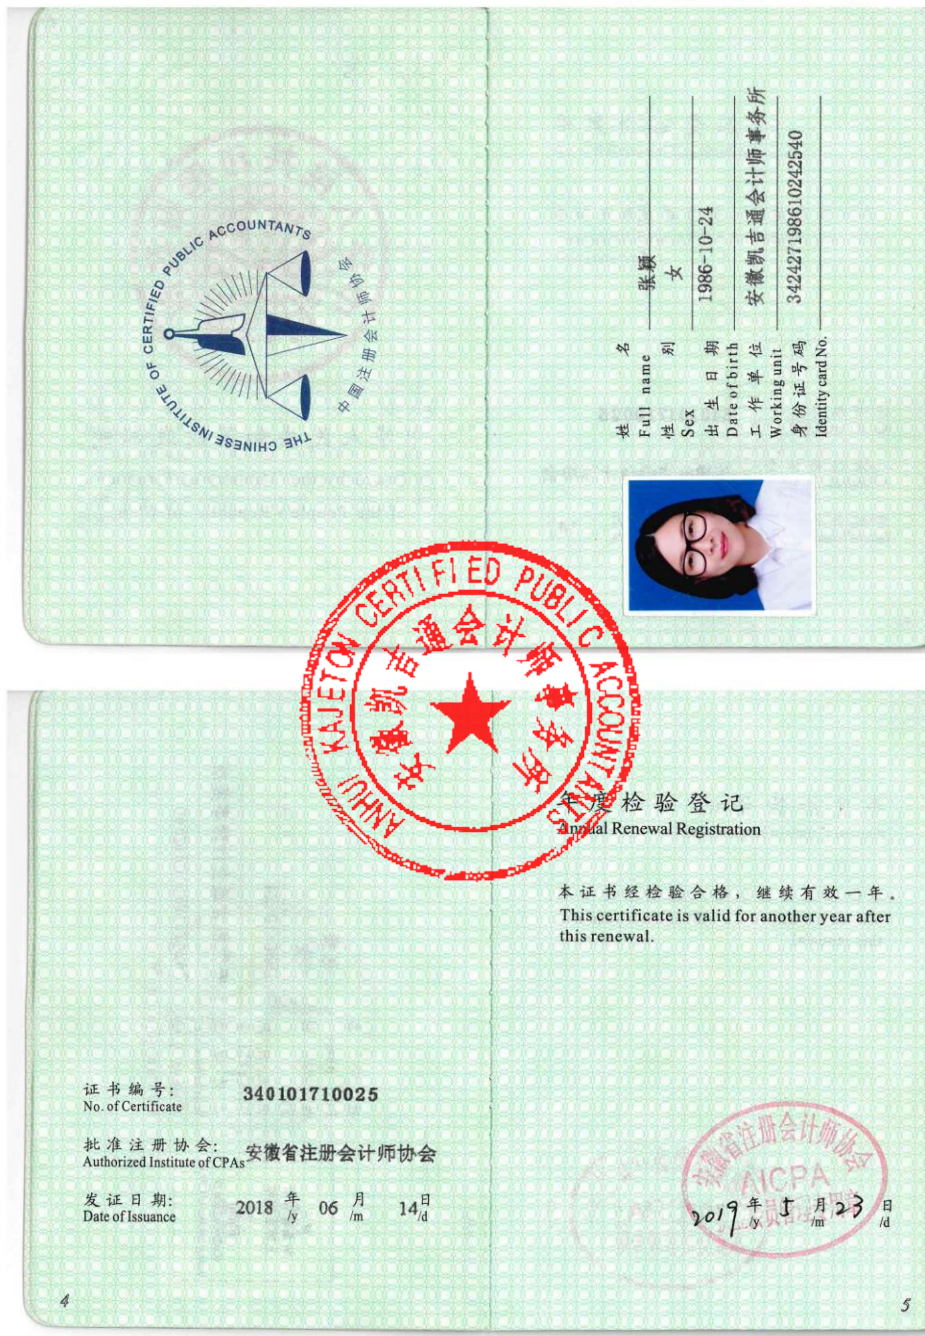 THE CHINESE INSTITUTE OF CERTIFIED PUBLIC ACCOUNTANTS
中国注册会计师协会
姓 名 张颖
Full name
性 别 女
Sex
出 生 日 期 1986-10-24
Date of birth
工 作 单 位 安徽凯吉通会计师事务所
Working unit
身 份 证 号 码 342427198610242540
Identity card No.
ANHUI KAJETON CERTIFIED PUBLIC ACCOUNTANTS
安徽凯吉通会计师事务所
证 书 编 号: 340101710025
No. of Certificate
批 准 注 册 协 会: 安徽省注册会计师协会
Authorized Institute of CPAs
发 证 日 期: 2018 年 06 月 14 日
Date of Issuance /y /m /d
4
年度检验登记
Annual Renewal Registration
本证书经检验合格，继续有效一年。
This certificate is valid for another year after
this renewal.
安徽省注册会计师协会
AICPA
2019 年 5 月 23 日
/y /m /d
5